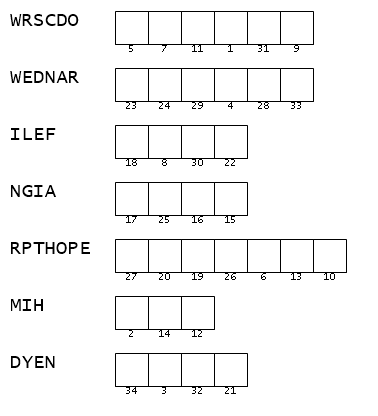 WRSCDO
5 7 11 1 31 9
WEDNAR
23 24 29 4 28 33
ILEF
18 8 30 22
NGIA
17 25 16 15
RPTHOPE
27 20 19 26 6 13 10
MIH
2 14 12
DYEN
34 3 32 21